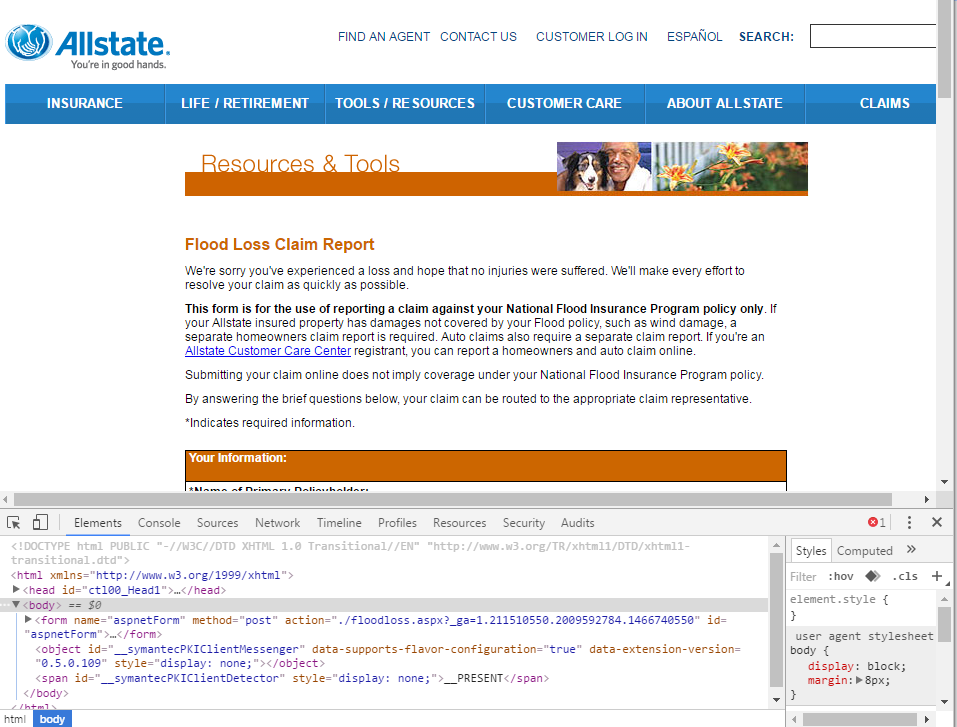 Allstate.
You're in good hands.
FIND AN AGENT CONTACT US CUSTOMER LOG IN ESPAÑOL SEARCH:
INSURANCE LIFE / RETIREMENT TOOLS / RESOURCES CUSTOMER CARE ABOUT ALLSTATE CLAIMS
Resources & Tools
Flood Loss Claim Report
We're sorry you've experienced a loss and hope that no injuries were suffered. We'll make every effort to
resolve your claim as quickly as possible.
This form is for the use of reporting a claim against your National Flood Insurance Program policy only. If
your Allstate insured property has damages not covered by your Flood policy, such as wind damage, a
separate homeowners claim report is required. Auto claims also require a separate claim report. If you're an
Allstate Customer Care Center registrant, you can report a homeowners and auto claim online.
Submitting your claim online does not imply coverage under your National Flood Insurance Program policy.
By answering the brief questions below, your claim can be routed to the appropriate claim representative.
*Indicates required information.
Your Information:
*Name of Primary Policyholder:
Elements Console Sources Network Timeline Profiles Resources Security Audits 1
<!DOCTYPE html PUBLIC "-//W3C//DTD XHTML 1.0 Transitional//EN" "http://www.w3.org/TR/xhtml1/DTD/xhtml1-
transitional.dtd">
<html xmlns="http://www.w3.org/1999/xhtml">
<head id="ctl00_Head1">…</head>
<body> == $0
<form name="aspnetForm" method="post" action="./floodloss.aspx?_ga=1.211510550.2009592784.1466740550" id=
"aspnetForm">…</form>
<object id="__symantecPKIClientMessenger" data-supports-flavor-configuration="true" data-extension-version=
"0.5.0.109" style="display: none;"></object>
<span id="__symantecPKIClientDetector" style="display: none;">__PRESENT</span>
</body>
</html>
html body
Styles Computed »
Filter :hov .cls +
element.style {
}
user agent stylesheet
body {
display: block;
margin: 8px;
}